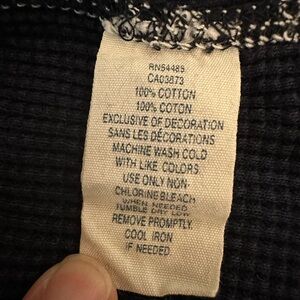 RN54485
CA03873
100% COTTON
100% COTON
EXCLUSIVE OF DECORATION
SANS LES DÉCORATIONS
MACHINE WASH COLD
WITH LIKE COLORS
USE ONLY NON-
CHLORINE BLEACH
WHEN NEEDED
TUMBLE DRY LOW
REMOVE PROMPTLY.
COOL IRON
IF NEEDED